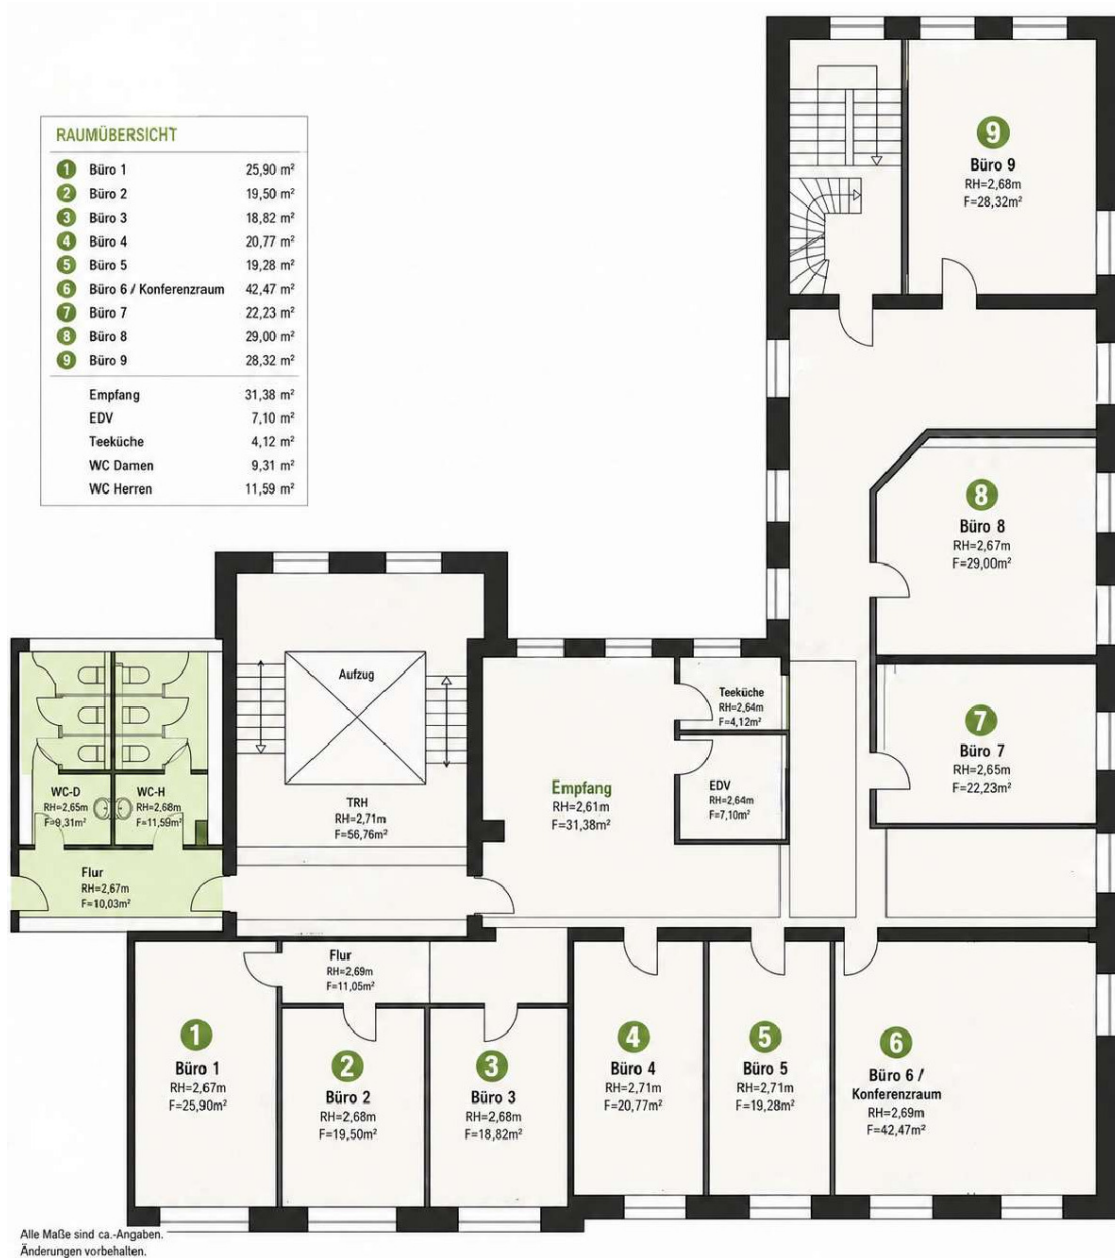 RAUMÜBERSICHT
1 Büro 1 25,90 m²
2 Büro 2 19,50 m²
3 Büro 3 18,82 m²
4 Büro 4 20,77 m²
5 Büro 5 19,28 m²
6 Büro 6 / Konferenzraum 42,47 m²
7 Büro 7 22,23 m²
8 Büro 8 29,00 m²
9 Büro 9 28,32 m²
Empfang 31,38 m²
EDV 7,10 m²
Teeküche 4,12 m²
WC Damen 9,31 m²
WC Herren 11,59 m²
9
Büro 9
RH=2,68m
F=28,32m²
8
Büro 8
RH=2,67m
F=29,00m²
7
Büro 7
RH=2,65m
F=22,23m²
Aufzug
TRH
RH=2,71m
F=56,76m²
Teeküche
RH=2,64m
F=4,12m²
EDV
RH=2,64m
F=7,10m²
Empfang
RH=2,61m
F=31,38m²
WC-D
RH=2,65m
F=9,31m²
WC-H
RH=2,68m
F=11,59m²
Flur
RH=2,67m
F=10,03m²
Flur
RH=2,69m
F=11,05m²
1
Büro 1
RH=2,67m
F=25,90m²
2
Büro 2
RH=2,68m
F=19,50m²
3
Büro 3
RH=2,68m
F=18,82m²
4
Büro 4
RH=2,71m
F=20,77m²
5
Büro 5
RH=2,71m
F=19,28m²
6
Büro 6 /
Konferenzraum
RH=2,69m
F=42,47m²
Alle Maße sind ca.-Angaben.
Änderungen vorbehalten.